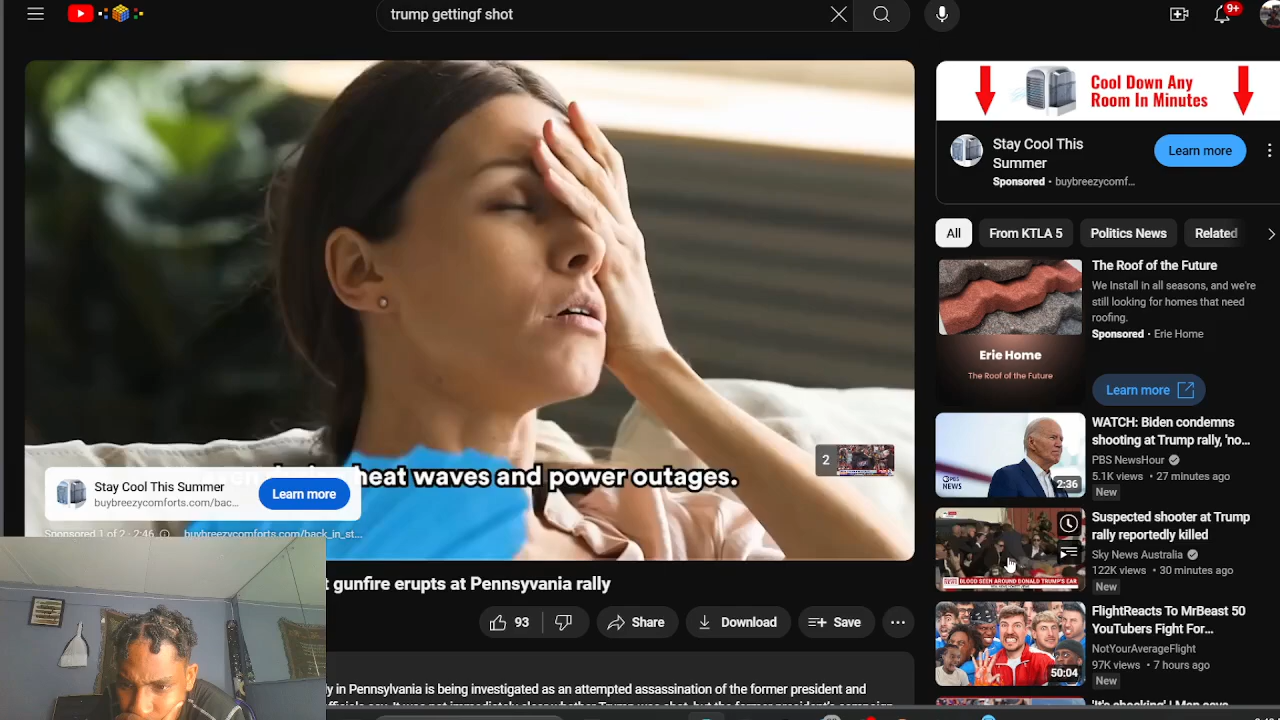 trump gettingf shot
9+
heat waves and power outages.
2
Stay Cool This Summer
buybreezycomforts.com/bac...
Learn more
Sponsored 1 of 2 · 2:46
buybreezycomforts.com/back_in_st...
gunfire erupts at Pennsyvania rally
93
Share
Download
Save
y in Pennsylvania is being investigated as an attempted assassination of the former president and
Cool Down Any
Room In Minutes
Stay Cool This
Summer
Sponsored · buybreezycomf...
Learn more
All
From KTLA 5
Politics News
Related
The Roof of the Future
We Install in all seasons, and we're
still looking for homes that need
roofing.
Sponsored · Erie Home
Erie Home
The Roof of the Future
Learn more
WATCH: Biden condemns
shooting at Trump rally, 'no...
PBS NewsHour
5.1K views · 27 minutes ago
New
PBS
NEWS
2:36
Suspected shooter at Trump
rally reportedly killed
Sky News Australia
122K views · 30 minutes ago
New
BLOOD SEEN AROUND DONALD TRUMP'S EAR
FlightReacts To MrBeast 50
YouTubers Fight For...
NotYourAverageFlight
97K views · 7 hours ago
New
50:04